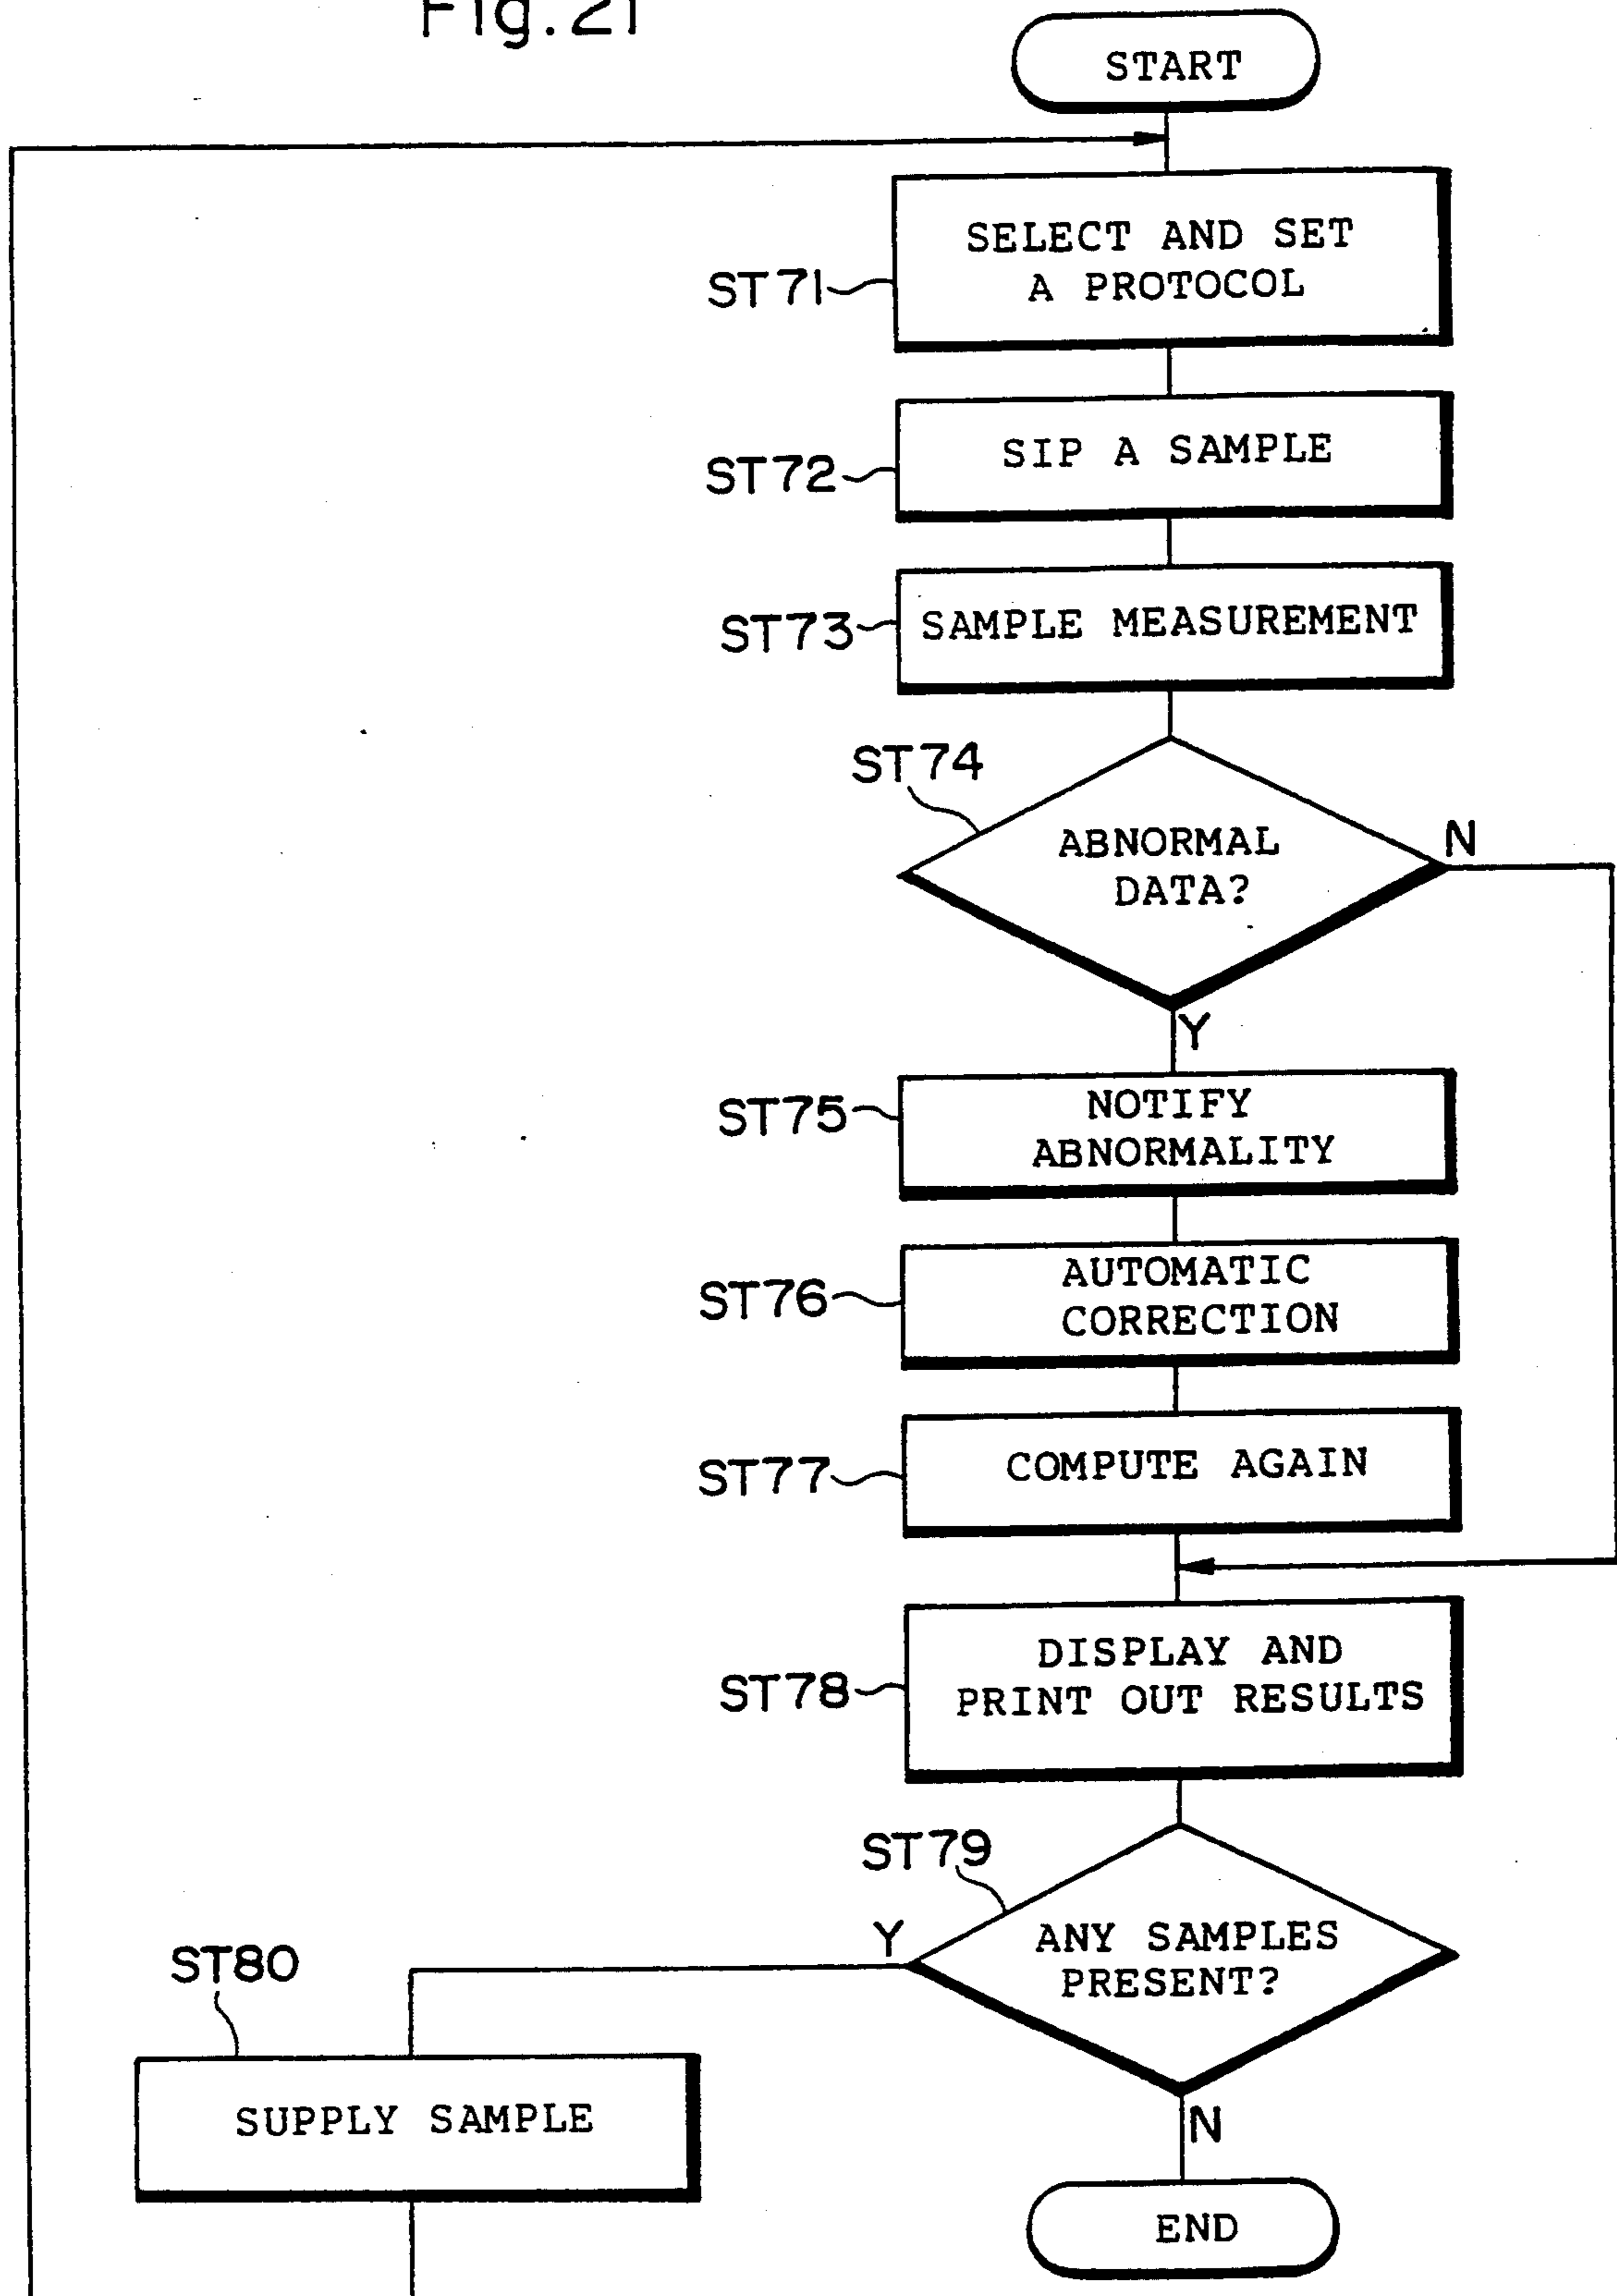 Fig.21
START
SELECT AND SET
A PROTOCOL
ST71
SIP A SAMPLE
ST72
SAMPLE MEASUREMENT
ST73
ST74
ABNORMAL
DATA?
N
Y
NOTIFY
ABNORMALITY
ST75
AUTOMATIC
CORRECTION
ST76
COMPUTE AGAIN
ST77
DISPLAY AND
PRINT OUT RESULTS
ST78
ST79
ANY SAMPLES
PRESENT?
Y
ST80
SUPPLY SAMPLE
N
END